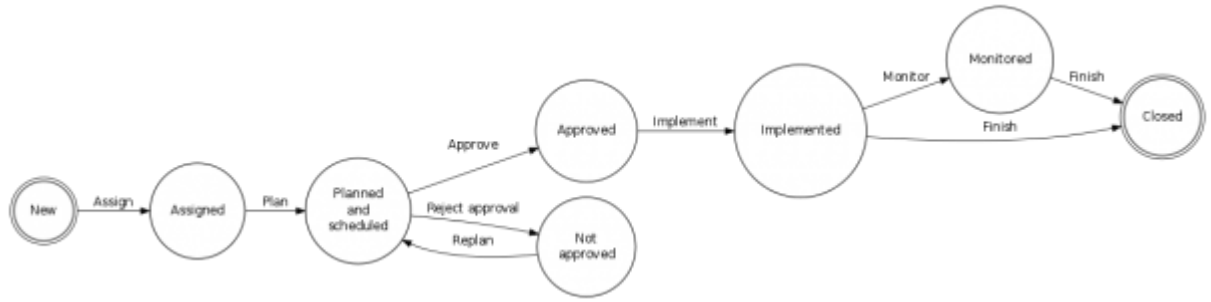 New
Assign
Assigned
Plan
Planned
and
scheduled
Approve
Approved
Reject approval
Replan
Not
approved
Implement
Implemented
Monitor
Monitored
Finish
Finish
Closed